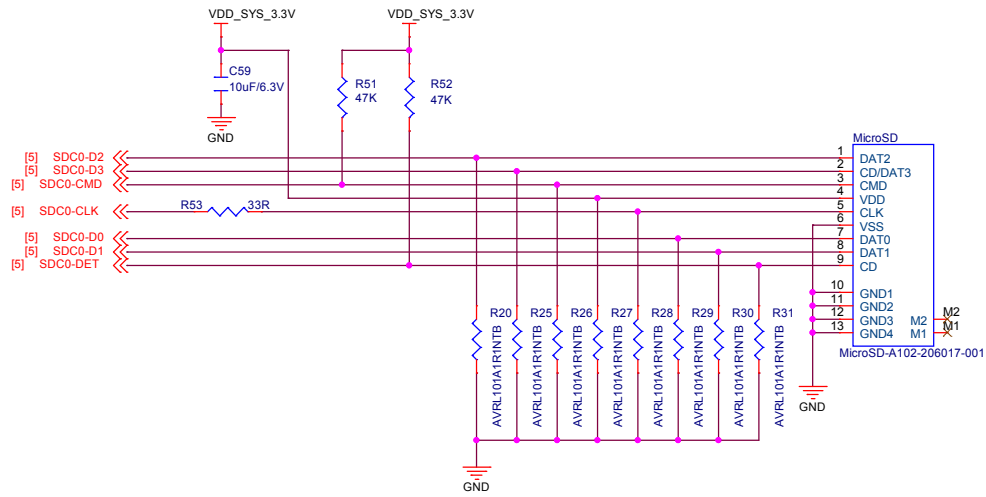 VDD_SYS_3.3V
VDD_SYS_3.3V
C59
10uF/6.3V
GND
R51
47K
R52
47K
[5] SDC0-D2
[5] SDC0-D3
[5] SDC0-CMD
[5] SDC0-CLK
R53 33R
[5] SDC0-D0
[5] SDC0-D1
[5] SDC0-DET
MicroSD
1 DAT2
2 CD/DAT3
3 CMD
4 VDD
5 CLK
6 VSS
7 DAT0
8 DAT1
9 CD
10 GND1
11 GND2
12 GND3 M2 M2
13 GND4 M1 M1
MicroSD-A102-206017-001
GND
R20
AVRL101A1R1NTB
R25
AVRL101A1R1NTB
R26
AVRL101A1R1NTB
R27
AVRL101A1R1NTB
R28
AVRL101A1R1NTB
R29
AVRL101A1R1NTB
R30
AVRL101A1R1NTB
R31
AVRL101A1R1NTB
GND